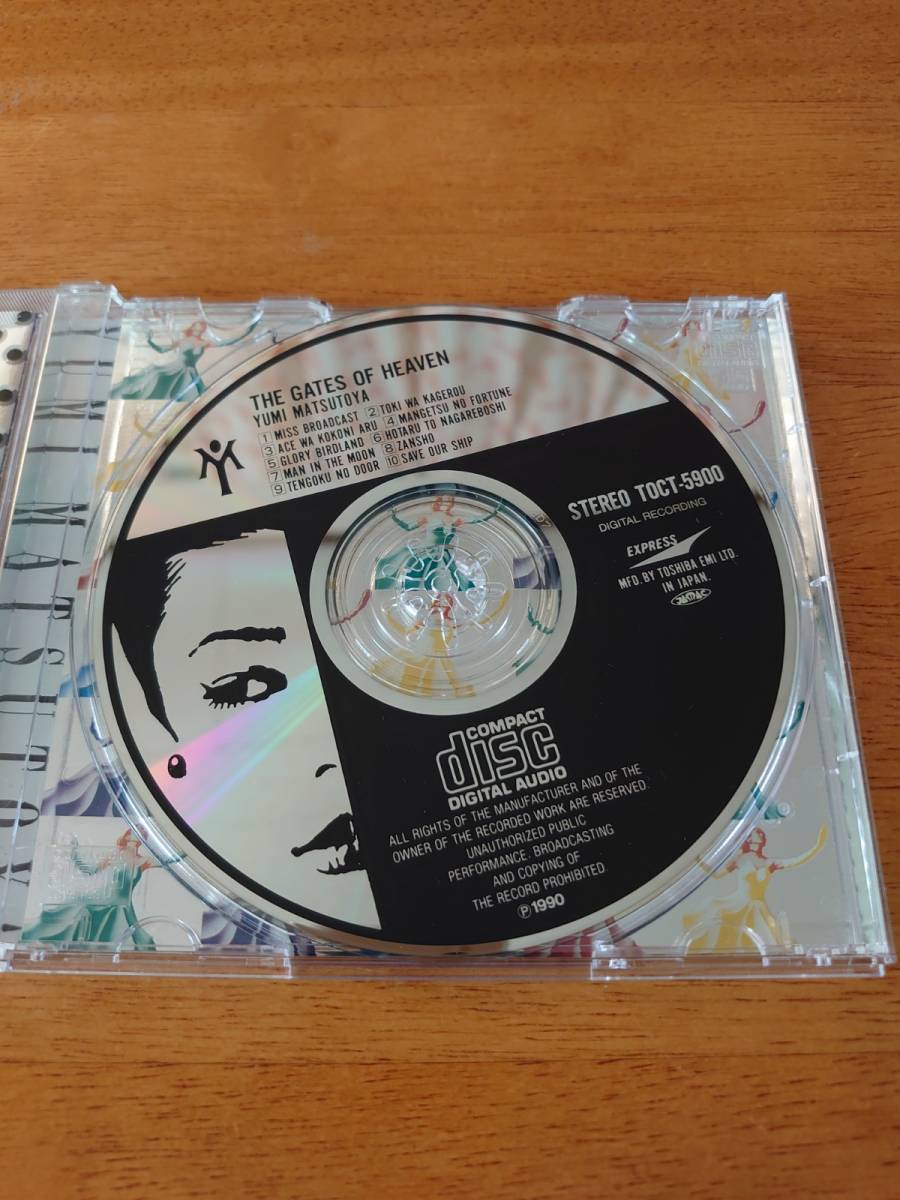 THE GATES OF HEAVEN
YUMI MATSUTOYA
1 MISS BROADCAST 2 TOKI WA KAGEROU
3 ACE WA KOKONI ARU 4 MANGETSU NO FORTUNE
5 GLORY BIRDLAND 6 HOTARU TO NAGAREBOSHI
7 MAN IN THE MOON 8 ZANSHO
9 TENGOKU NO DOOR 10 SAVE OUR SHIP
STEREO TOCT-5900
DIGITAL RECORDING
EXPRESS
MFD. BY TOSHIBA EMI LTD.
IN JAPAN.
JASRAC
COMPACT
disc
DIGITAL AUDIO
ALL RIGHTS OF THE MANUFACTURER AND OF THE
OWNER OF THE RECORDED WORK ARE RESERVED.
UNAUTHORIZED PUBLIC
PERFORMANCE, BROADCASTING
AND COPYING OF
THE RECORD PROHIBITED.
Ⓟ1990